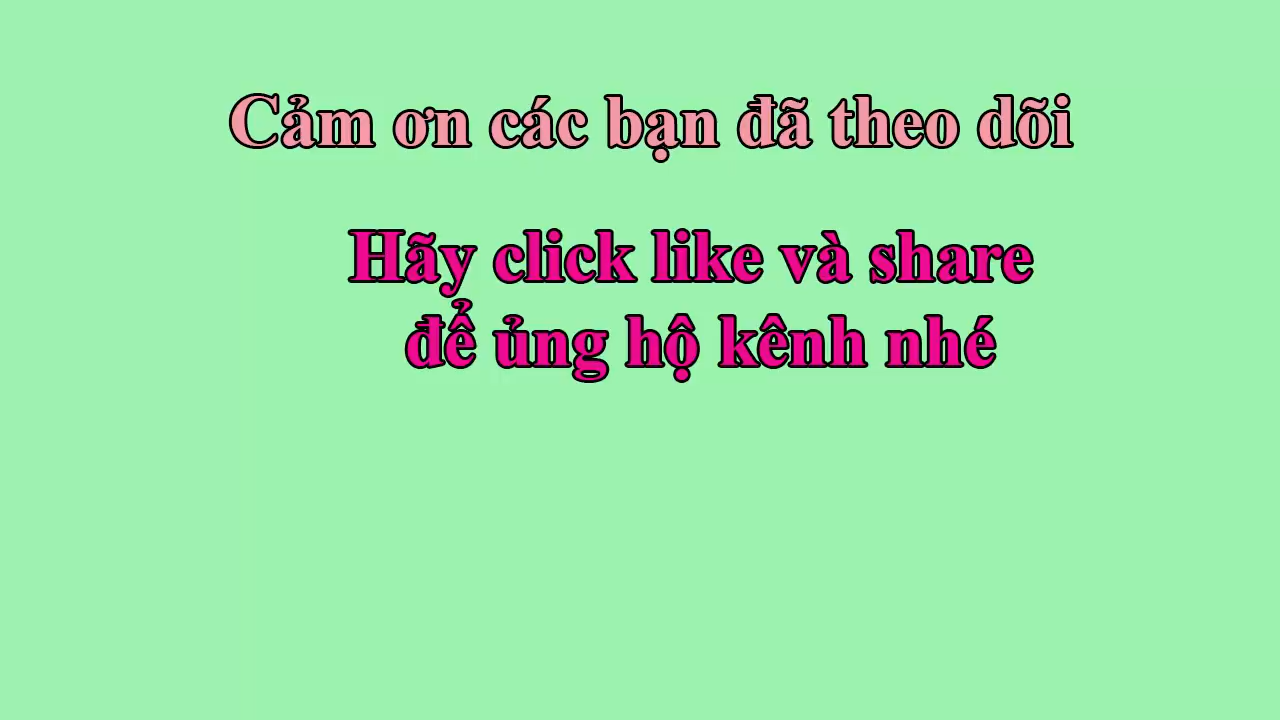 Cảm ơn các bạn đã theo dõi
Hãy click like và share
để ủng hộ kênh nhé